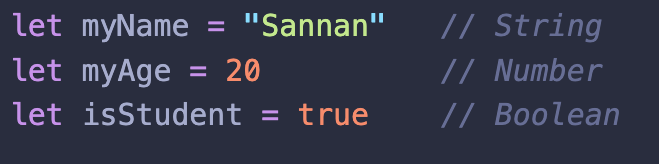 let myName = "Sannan"   // String
let myAge = 20          // Number
let isStudent = true    // Boolean